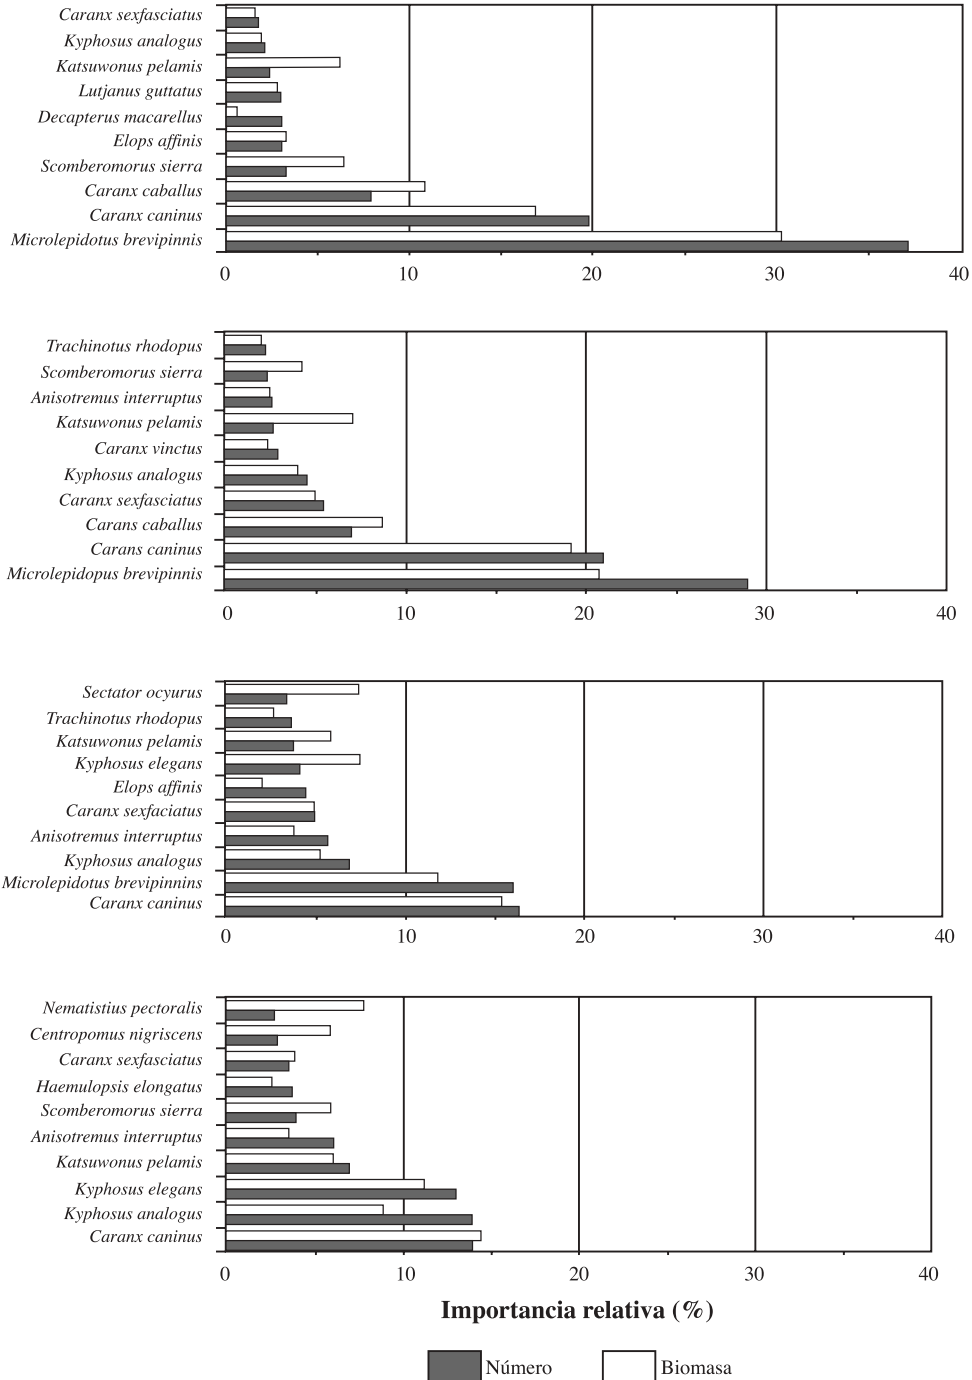 Caranx sexfasciatus
Kyphosus analogus
Katsuwonus pelamis
Lutjanus guttatus
Decapterus macarellus
Elops affinis
Scomberomorus sierra
Caranx caballus
Caranx caninus
Microlepidotus brevipinnis
0 10 20 30 40
Trachinotus rhodopus
Scomberomorus sierra
Anisotremus interruptus
Katsuwonus pelamis
Caranx vinctus
Kyphosus analogus
Caranx sexfasciatus
Carans caballus
Carans caninus
Microlepidopus brevipinnis
0 10 20 30 40
Sectator ocyurus
Trachinotus rhodopus
Katsuwonus pelamis
Kyphosus elegans
Elops affinis
Caranx sexfaciatus
Anisotremus interruptus
Kyphosus analogus
Microlepidotus brevipinnins
Caranx caninus
0 10 20 30 40
Nematistius pectoralis
Centropomus nigriscens
Caranx sexfasciatus
Haemulopsis elongatus
Scomberomorus sierra
Anisotremus interruptus
Katsuwonus pelamis
Kyphosus elegans
Kyphosus analogus
Caranx caninus
0 10 20 30 40
Importancia relativa (%)
Número Biomasa